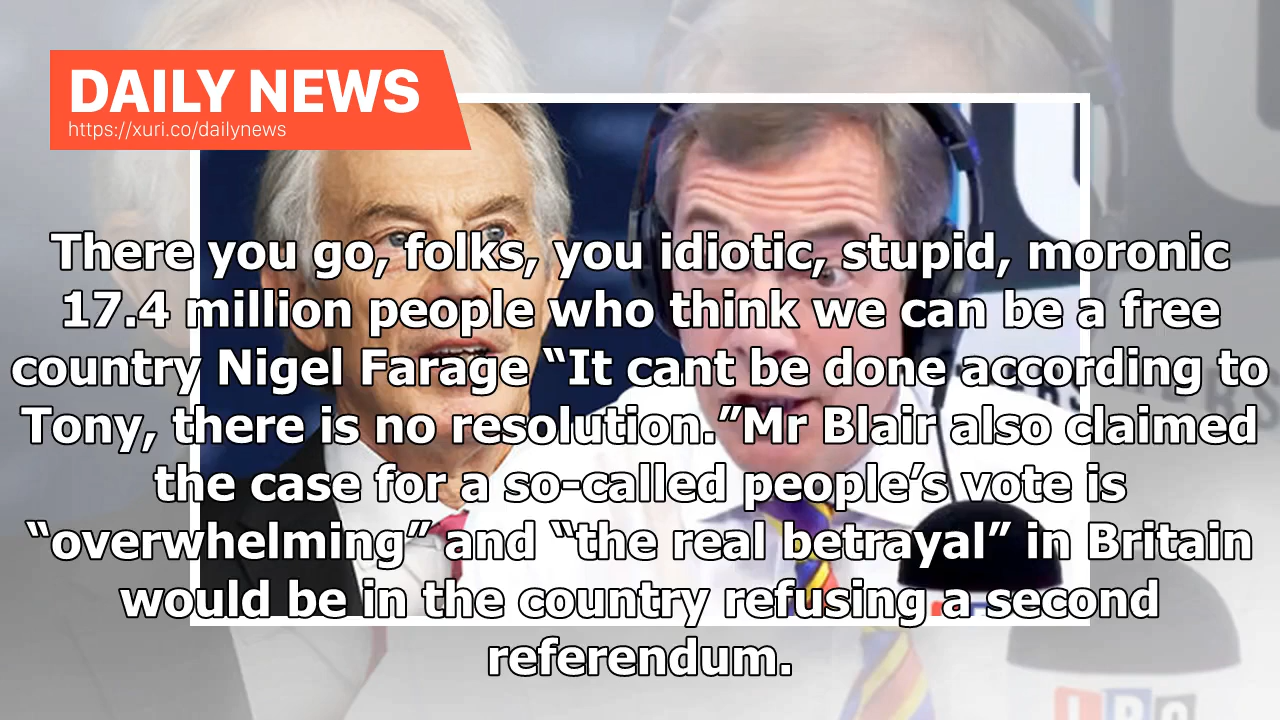 DAILY NEWS
https://xuri.co/dailynews
There you go, folks, you idiotic, stupid, moronic
17.4 million people who think we can be a free
country Nigel Farage “It cant be done according to
Tony, there is no resolution.”Mr Blair also claimed
the case for a so-called people’s vote is
“overwhelming” and “the real betrayal” in Britain
would be in the country refusing a second
referendum.
LBC